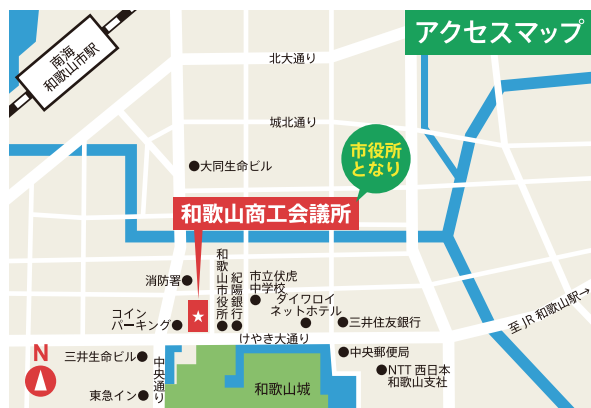 アクセスマップ
南海
和歌山市駅
北大通り
城北通り
市役所
となり
大同生命ビル
和歌山商工会議所
消防署
和歌山市役所
紀陽銀行
市立伏虎
中学校
ダイワロイ
ネットホテル
コイン
パーキング
三井住友銀行
至 JR 和歌山駅→
けやき大通り
N
三井生命ビル
中央通り
中央郵便局
NTT 西日本
和歌山支社
東急イン
和歌山城